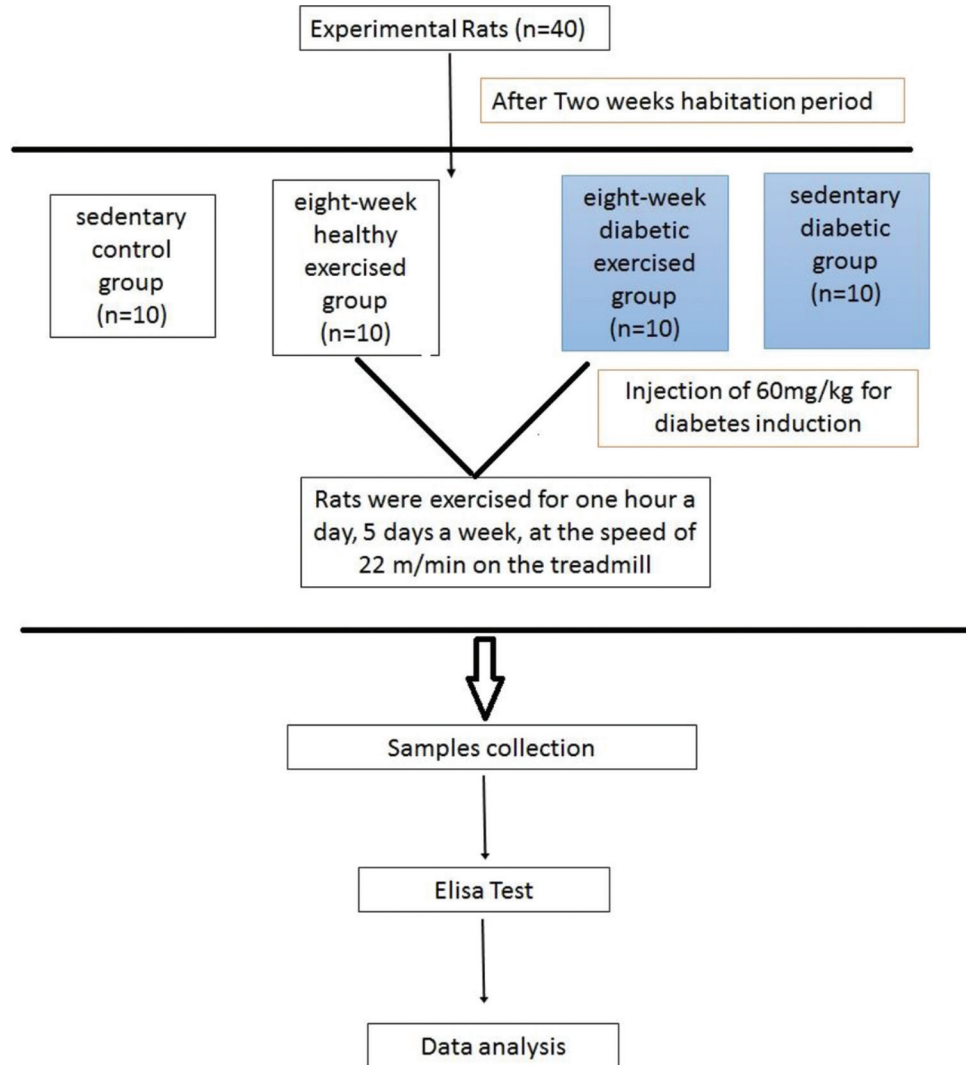 Experimental Rats (n=40)
After Two weeks habitation period
sedentary
control
group
(n=10)
eight-week
healthy
exercised
group
(n=10)
eight-week
diabetic
exercised
group
(n=10)
sedentary
diabetic
group
(n=10)
Injection of 60mg/kg for
diabetes induction
Rats were exercised for one hour a
day, 5 days a week, at the speed of
22 m/min on the treadmill
Samples collection
Elisa Test
Data analysis